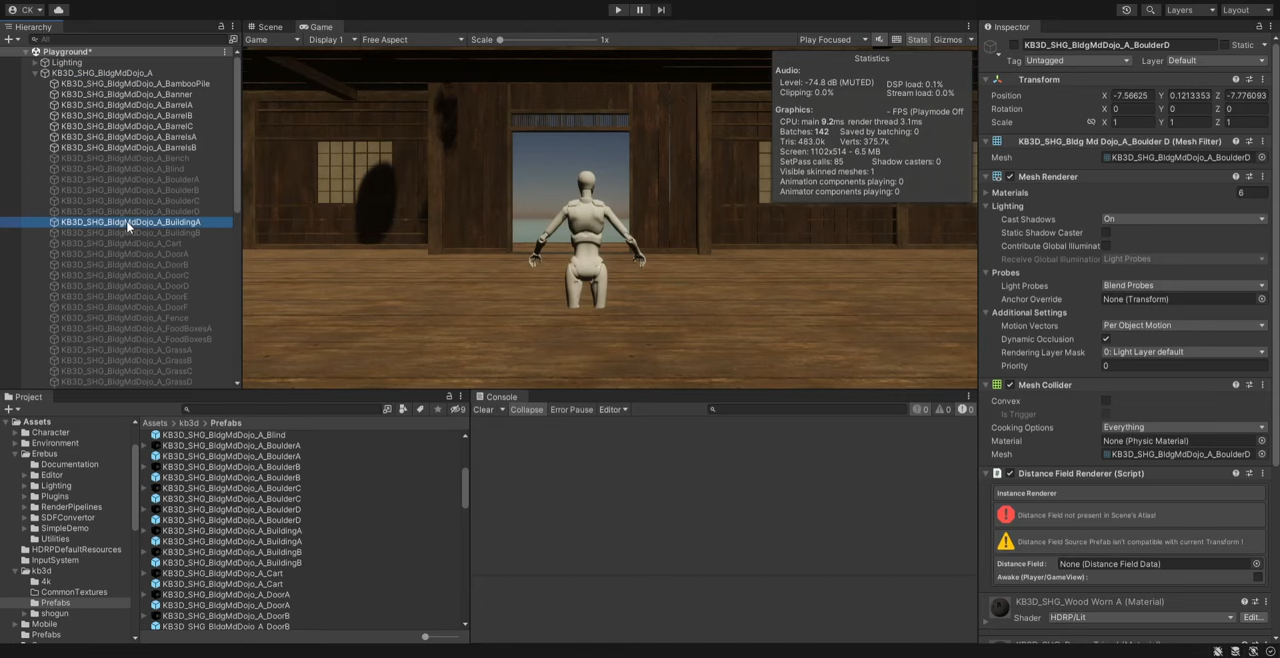 CK
Layers
Layout
Hierarchy
All
Playground*
Lighting
KB3D_SHG_BldgMdDojo_A
KB3D_SHG_BldgMdDojo_A_BambooPile
KB3D_SHG_BldgMdDojo_A_Banner
KB3D_SHG_BldgMdDojo_A_BarrelA
KB3D_SHG_BldgMdDojo_A_BarrelB
KB3D_SHG_BldgMdDojo_A_BarrelC
KB3D_SHG_BldgMdDojo_A_BarrelsA
KB3D_SHG_BldgMdDojo_A_BarrelsB
KB3D_SHG_BldgMdDojo_A_Bench
KB3D_SHG_BldgMdDojo_A_Blind
KB3D_SHG_BldgMdDojo_A_BoulderA
KB3D_SHG_BldgMdDojo_A_BoulderB
KB3D_SHG_BldgMdDojo_A_BoulderC
KB3D_SHG_BldgMdDojo_A_BoulderD
KB3D_SHG_BldgMdDojo_A_BuildingA
KB3D_SHG_BldgMdDojo_A_BuildingB
KB3D_SHG_BldgMdDojo_A_Cart
KB3D_SHG_BldgMdDojo_A_DoorA
KB3D_SHG_BldgMdDojo_A_DoorB
KB3D_SHG_BldgMdDojo_A_DoorC
KB3D_SHG_BldgMdDojo_A_DoorD
KB3D_SHG_BldgMdDojo_A_DoorE
KB3D_SHG_BldgMdDojo_A_DoorF
KB3D_SHG_BldgMdDojo_A_Fence
KB3D_SHG_BldgMdDojo_A_FoodBoxesA
KB3D_SHG_BldgMdDojo_A_FoodBoxesB
KB3D_SHG_BldgMdDojo_A_GrassA
KB3D_SHG_BldgMdDojo_A_GrassB
KB3D_SHG_BldgMdDojo_A_GrassC
KB3D_SHG_BldgMdDojo_A_GrassD
Scene Game
Game Display 1 Free Aspect Scale 1x Play Focused Stats Gizmos
Statistics
Audio:
Level: -74.8 dB (MUTED) DSP load: 0.1%
Clipping: 0.0% Stream load: 0.0%
Graphics: - FPS (Playmode Off
CPU: main 9.2ms render thread 3.1ms
Batches: 142 Saved by batching: 0
Tris: 483.0k Verts: 375.7k
Screen: 1102x514 - 6.5 MB
SetPass calls: 85 Shadow casters: 0
Visible skinned meshes: 1
Animation components playing: 0
Animator components playing: 0
Inspector
KB3D_SHG_BldgMdDojo_A_BoulderD Static
Tag Untagged Layer Default
Transform
Position X -7.56625 Y 0.1213353 Z -7.776093
Rotation X 0 Y 0 Z 0
Scale X 1 Y 1 Z 1
KB3D_SHG_BldgMd Dojo_A_Boulder D (Mesh Filter)
Mesh KB3D_SHG_BldgMdDojo_A_BoulderD
Mesh Renderer
Materials 6
Lighting
Cast Shadows On
Static Shadow Caster
Contribute Global Illuminat
Receive Global Illumination Light Probes
Probes
Light Probes Blend Probes
Anchor Override None (Transform)
Additional Settings
Motion Vectors Per Object Motion
Dynamic Occlusion
Rendering Layer Mask 0: Light Layer default
Priority 0
Mesh Collider
Convex
Is Trigger
Cooking Options Everything
Material None (Physic Material)
Mesh KB3D_SHG_BldgMdDojo_A_BoulderD
Distance Field Renderer (Script)
Instance Renderer
Distance Field not present in Scene's Atlas!
Distance Field Source Prefab isn't compatible with current Transform !
Distance Field : None (Distance Field Data)
Awake (Player/GameView) :
KB3D_SHG_Wood Worn A (Material)
Shader HDRP/Lit Edit...
Project
9
Assets
Character
Environment
Erebus
Documentation
Editor
Lighting
Plugins
RenderPipelines
SDFConvertor
SimpleDemo
Utilities
HDRPDefaultResources
InputSystem
kb3d
4k
CommonTextures
Prefabs
shogun
Mobile
Prefabs
Assets > kb3d > Prefabs
KB3D_SHG_BldgMdDojo_A_Blind
KB3D_SHG_BldgMdDojo_A_BoulderA
KB3D_SHG_BldgMdDojo_A_BoulderA
KB3D_SHG_BldgMdDojo_A_BoulderB
KB3D_SHG_BldgMdDojo_A_BoulderB
KB3D_SHG_BldgMdDojo_A_BoulderC
KB3D_SHG_BldgMdDojo_A_BoulderC
KB3D_SHG_BldgMdDojo_A_BoulderD
KB3D_SHG_BldgMdDojo_A_BoulderD
KB3D_SHG_BldgMdDojo_A_BuildingA
KB3D_SHG_BldgMdDojo_A_BuildingA
KB3D_SHG_BldgMdDojo_A_BuildingB
KB3D_SHG_BldgMdDojo_A_BuildingB
KB3D_SHG_BldgMdDojo_A_Cart
KB3D_SHG_BldgMdDojo_A_Cart
KB3D_SHG_BldgMdDojo_A_DoorA
KB3D_SHG_BldgMdDojo_A_DoorA
KB3D_SHG_BldgMdDojo_A_DoorB
KB3D_SHG_BldgMdDojo_A_DoorB
Console
Clear Collapse Error Pause Editor 0 0 0